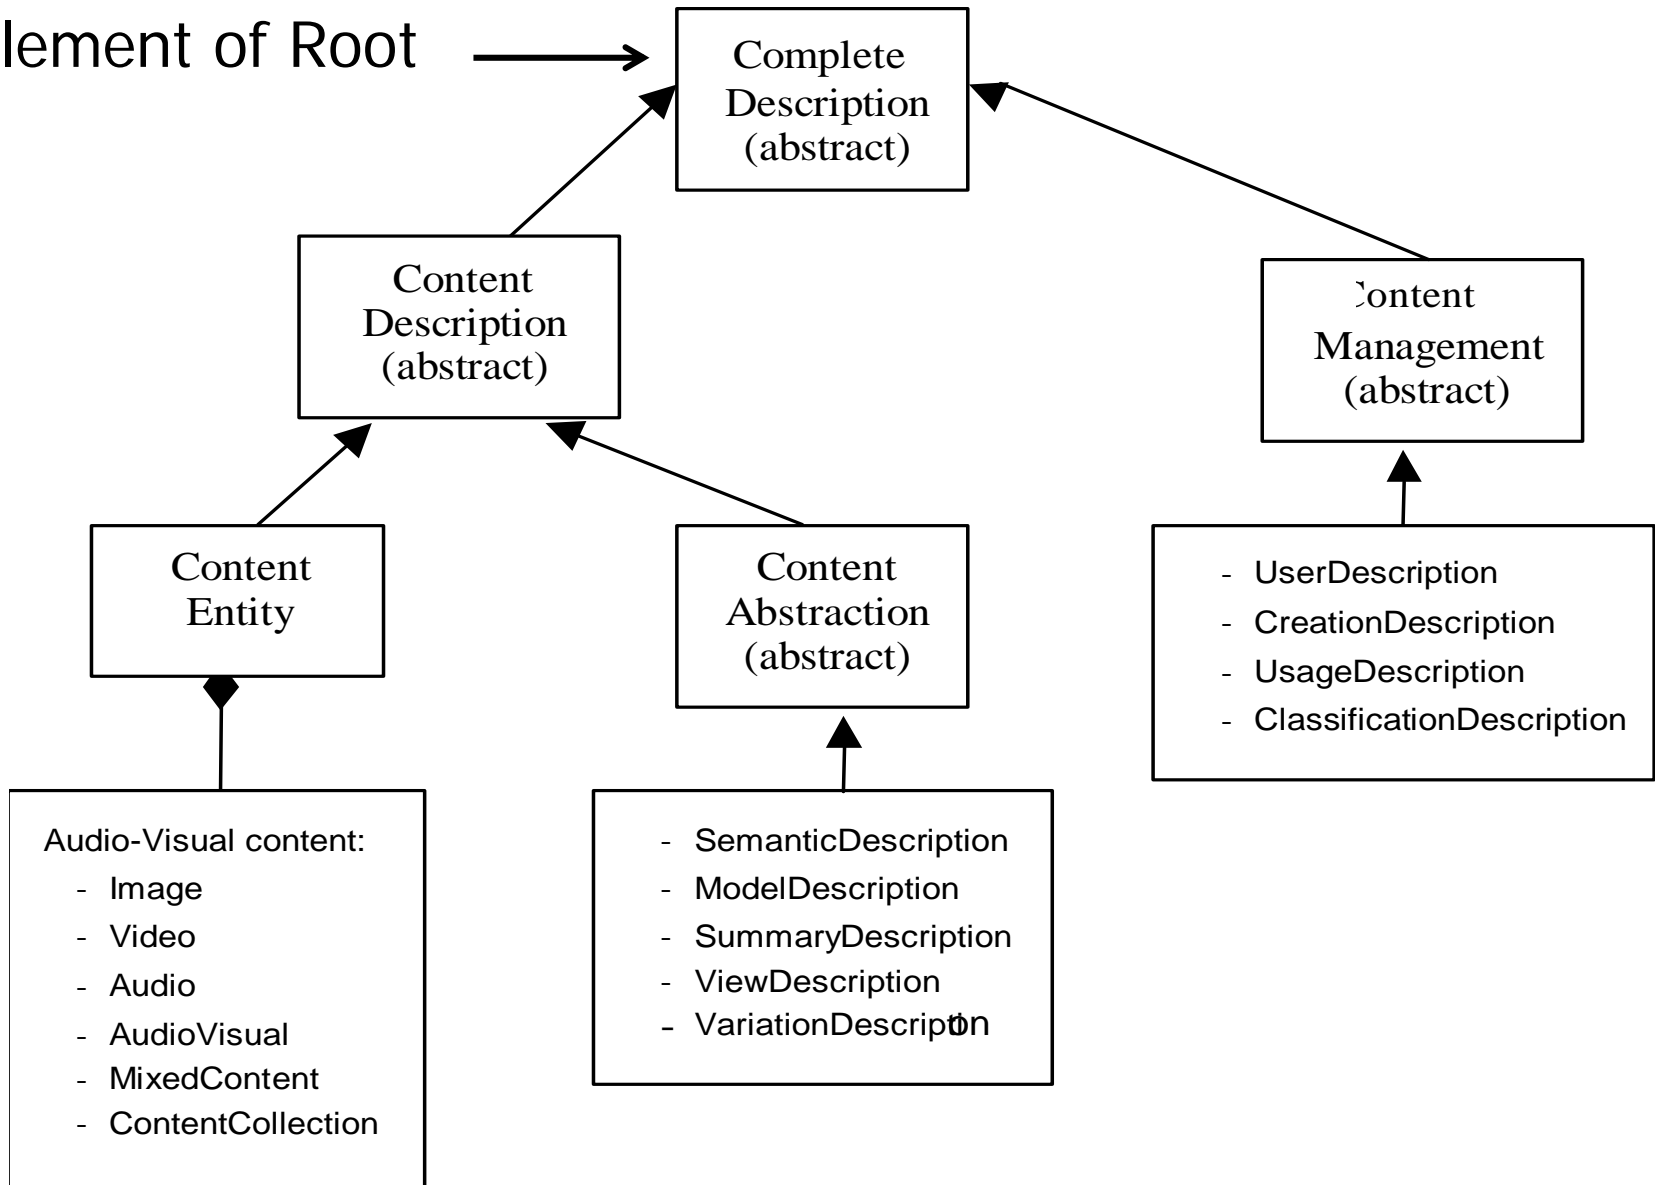 lement of Root
Complete
Description
(abstract)
Content
Description
(abstract)
ontent
Management
(abstract)
Content
Entity
Content
Abstraction
(abstract)
- UserDescription
- CreationDescription
- UsageDescription
- ClassificationDescription
Audio-Visual content:
- Image
- Video
- Audio
- AudioVisual
- MixedContent
- ContentCollection
- SemanticDescription
- ModelDescription
- SummaryDescription
- ViewDescription
- VariationDescription